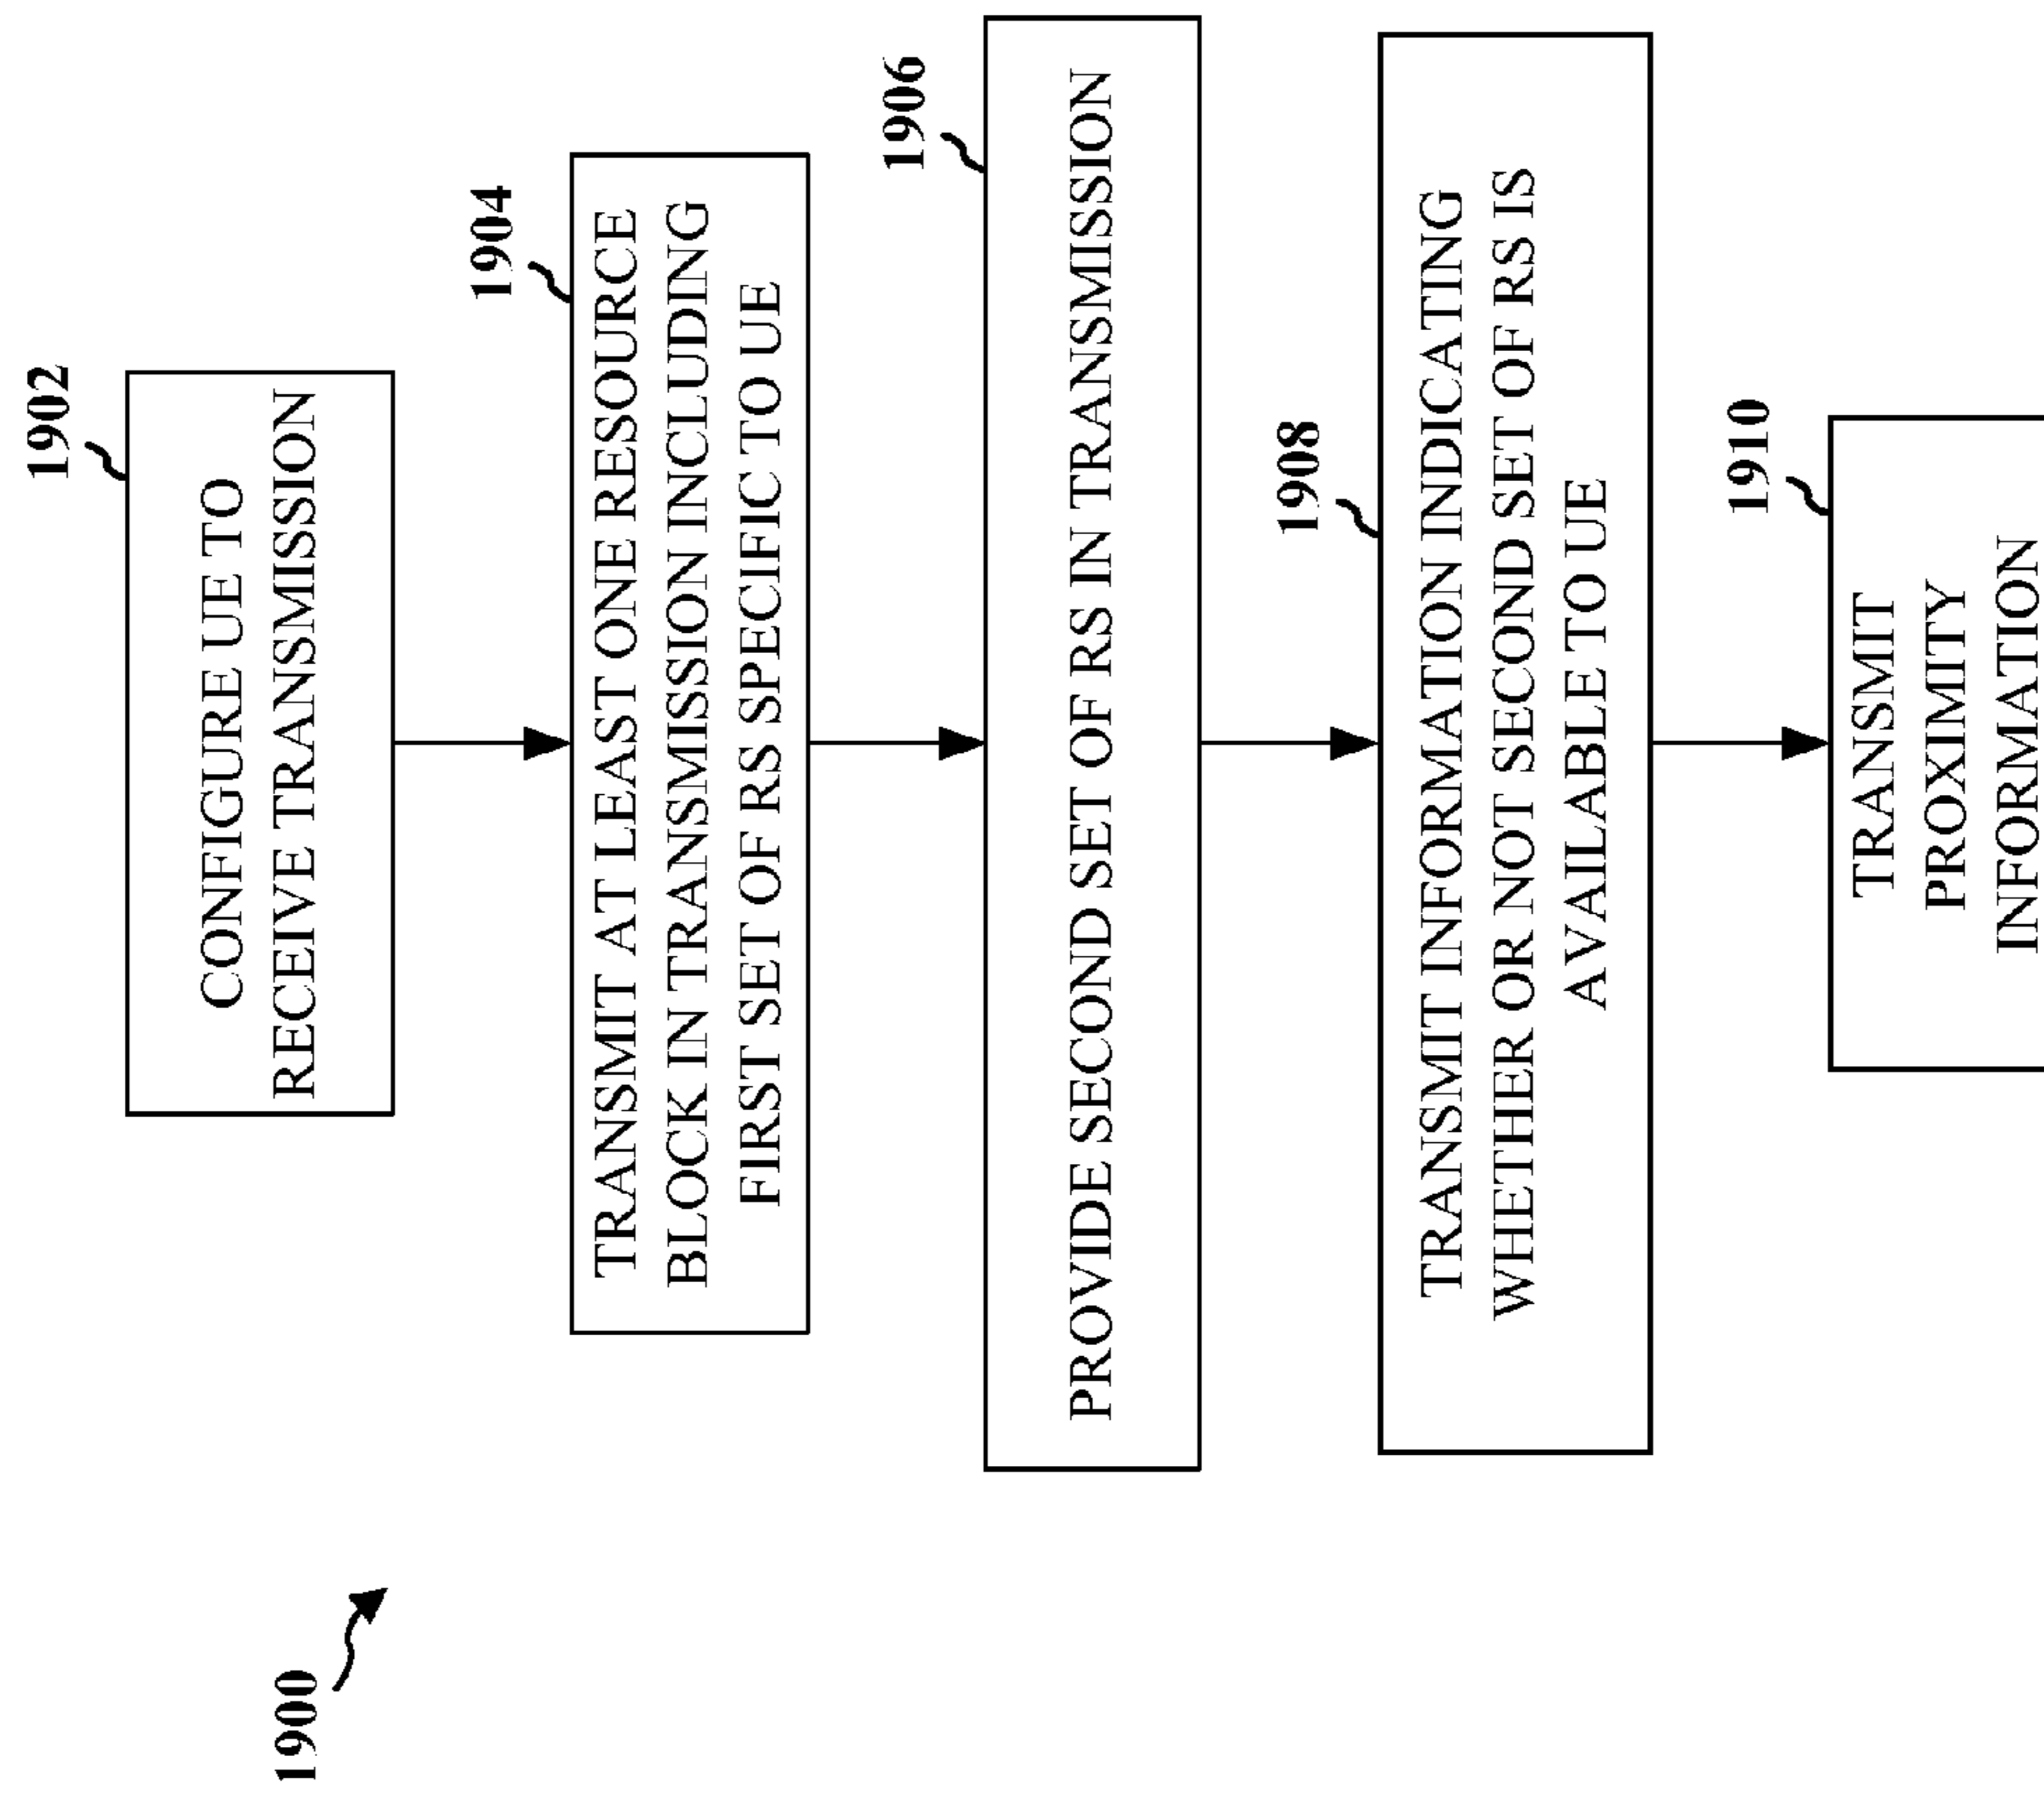 1900
1902
CONFIGURE UE TO
RECEIVE TRANSMISSION
1904
TRANSMIT AT LEAST ONE RESOURCE
BLOCK IN TRANSMISSION INCLUDING
FIRST SET OF RS SPECIFIC TO UE
1906
PROVIDE SECOND SET OF RS IN TRANSMISSION
1908
TRANSMIT INFORMATION INDICATING
WHETHER OR NOT SECOND SET OF RS IS
AVAILABLE TO UE
1910
TRANSMIT
PROXIMITY
INFORMATION